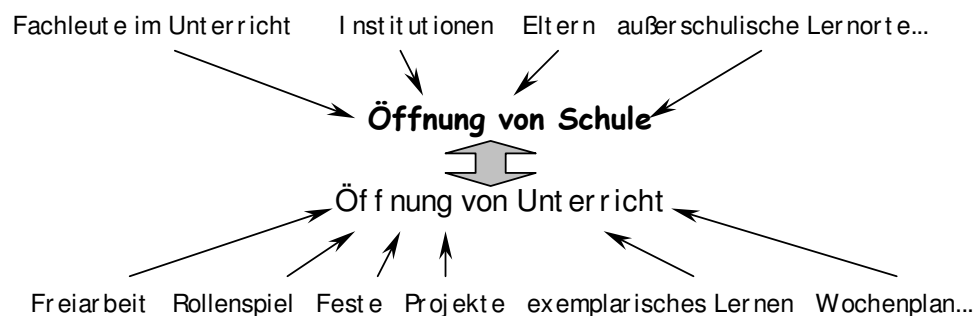 Fachleute im Unterricht Institutionen Eltern außerschulische Lernorte...
Öffnung von Schule
Öffnung von Unterricht
Freiarbeit Rollenspiel Feste Projekte exemplarisches Lernen Wochenplan...